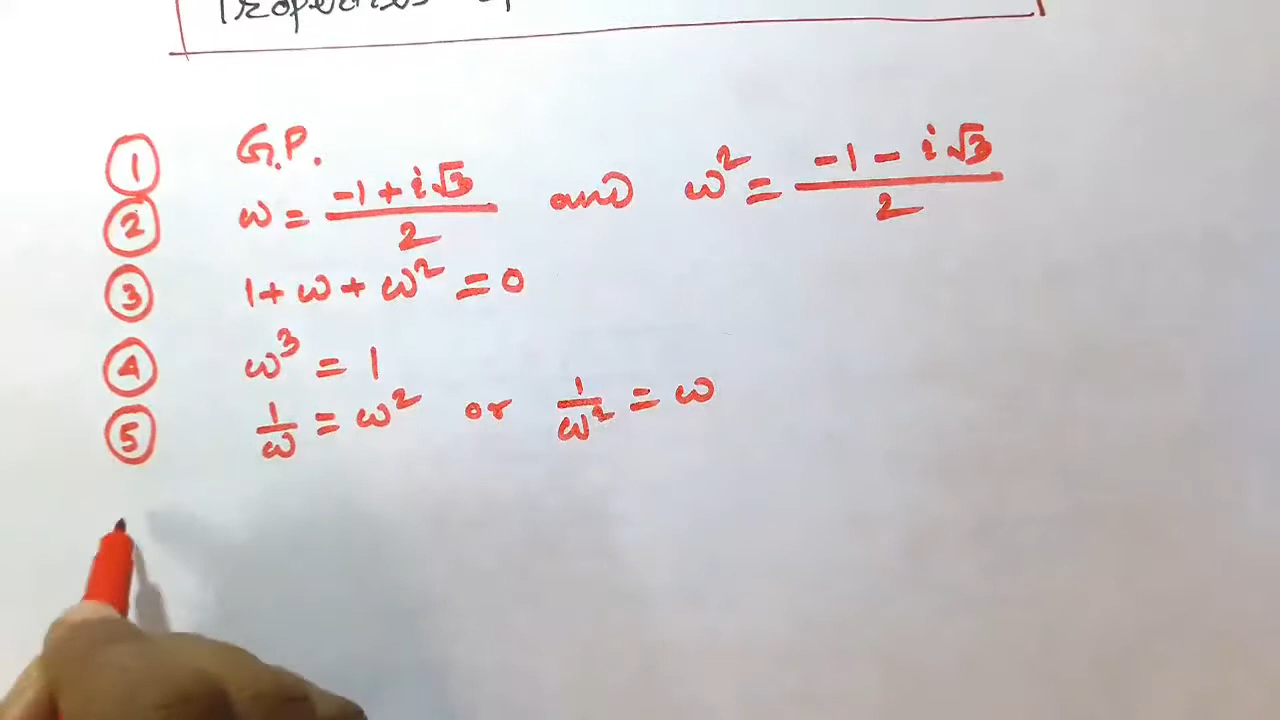 Properties
① G.P.
② ω = (-1 + i√3)/2 and ω² = (-1 - i√3)/2
③ 1 + ω + ω² = 0
④ ω³ = 1
⑤ 1/ω = ω² or 1/ω² = ω